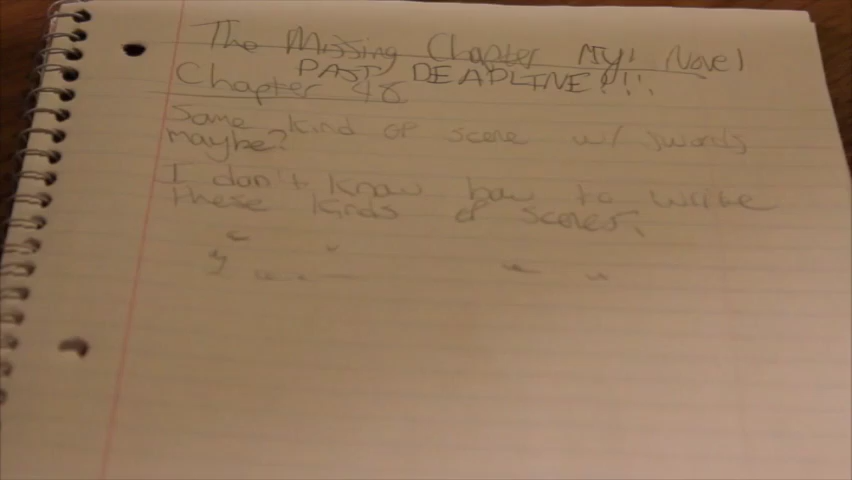 The Missing Chapter My Novel
PAST DEADLINE!!!
Chapter 48
Some kind of scene w/ swords
maybe?
I don't know how to write
these kinds of scenes.